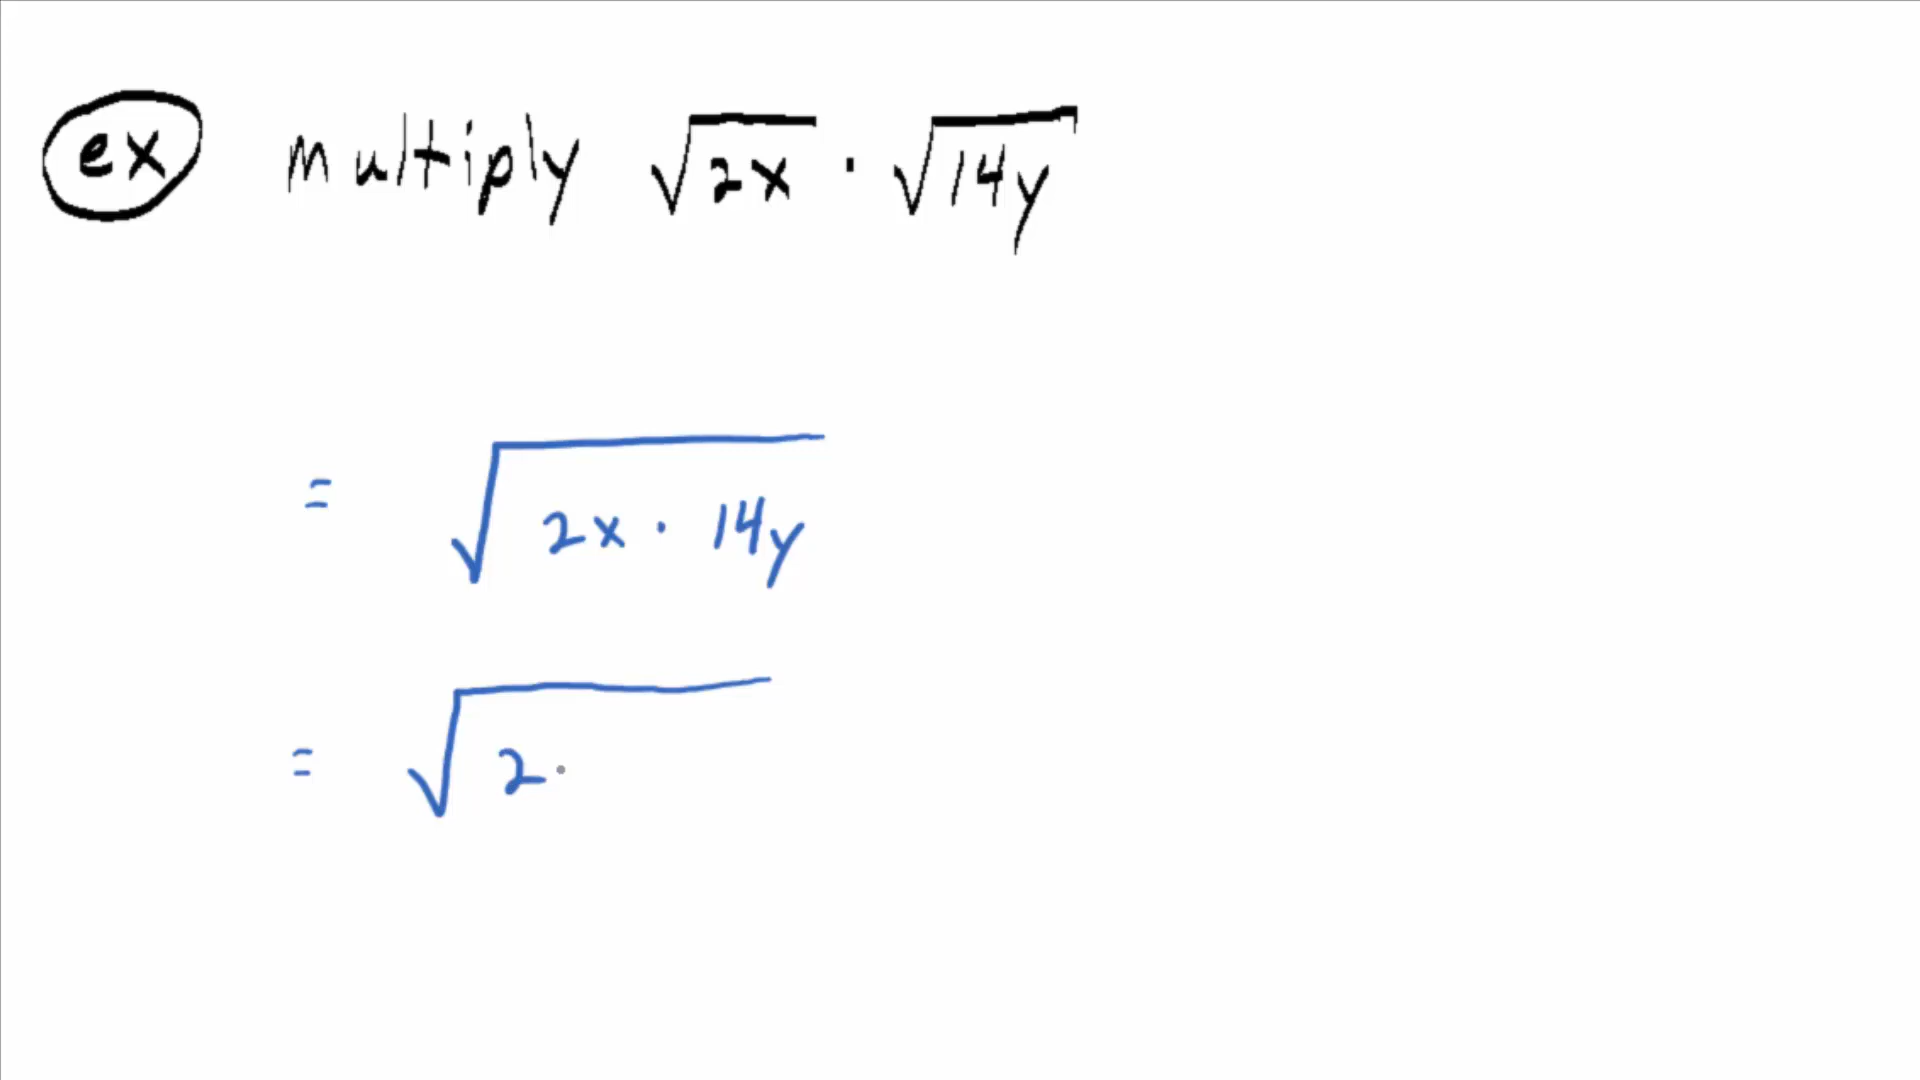 ex multiply √2x · √14y
= √2x · 14y
= √2 ·